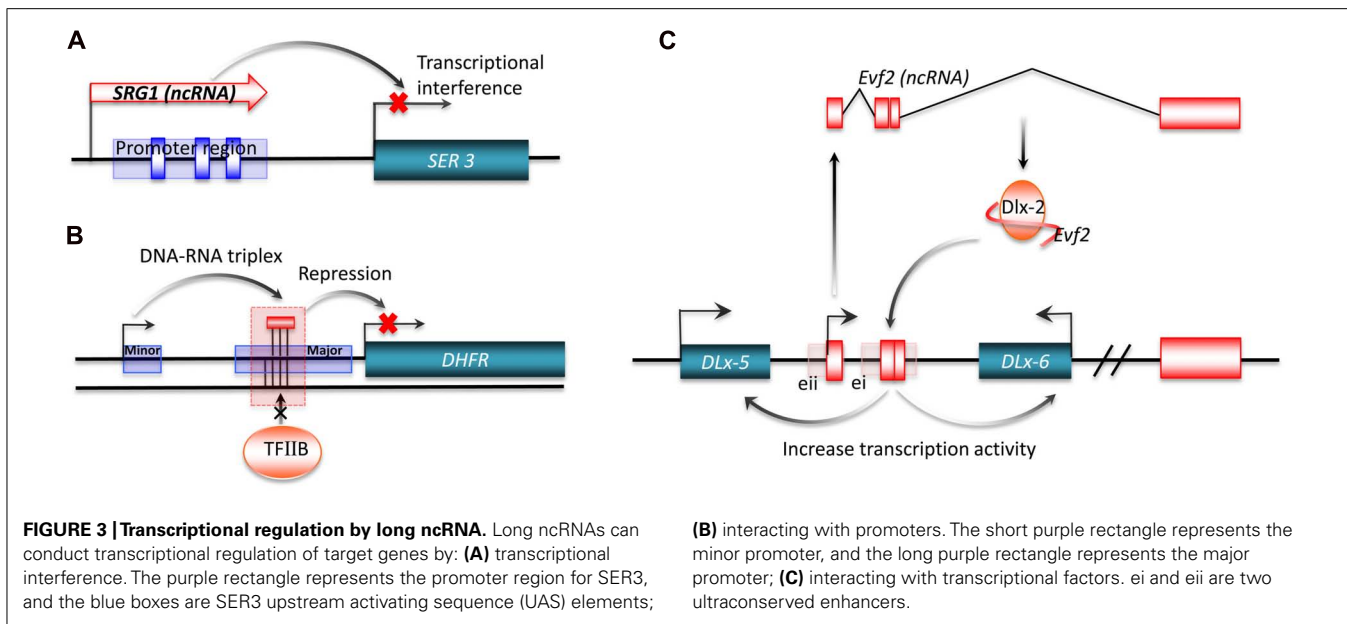 A
SRG1 (ncRNA)
Transcriptional
interference
Promoter region
SER 3
B
DNA-RNA triplex
Repression
Minor
Major
DHFR
TFIIB
C
Evf2 (ncRNA)
Dlx-2
Evf2
DLx-5
eii
ei
DLx-6
Increase transcription activity
FIGURE 3 | Transcriptional regulation by long ncRNA. Long ncRNAs can
conduct transcriptional regulation of target genes by: (A) transcriptional
interference. The purple rectangle represents the promoter region for SER3,
and the blue boxes are SER3 upstream activating sequence (UAS) elements;
(B) interacting with promoters. The short purple rectangle represents the
minor promoter, and the long purple rectangle represents the major
promoter; (C) interacting with transcriptional factors. ei and eii are two
ultraconserved enhancers.